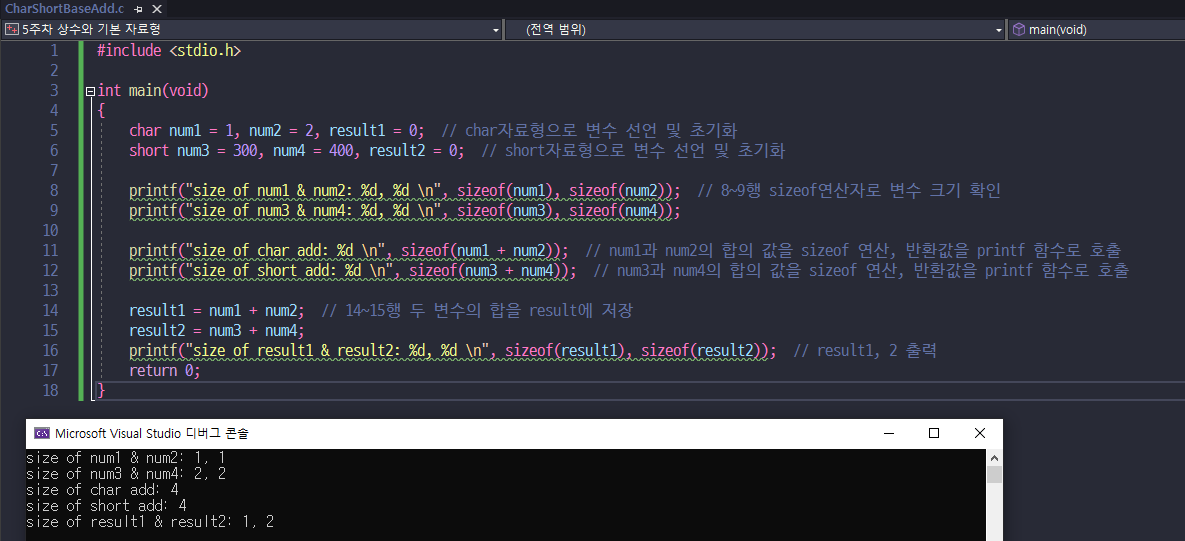 CharShortBaseAdd.c
5주차 상수와 기본 자료형 (전역 범위) main(void)
1 #include <stdio.h>
2
3 int main(void)
4 {
5 char num1 = 1, num2 = 2, result1 = 0; // char자료형으로 변수 선언 및 초기화
6 short num3 = 300, num4 = 400, result2 = 0; // short자료형으로 변수 선언 및 초기화
7
8 printf("size of num1 & num2: %d, %d \n", sizeof(num1), sizeof(num2)); // 8~9행 sizeof연산자로 변수 크기 확인
9 printf("size of num3 & num4: %d, %d \n", sizeof(num3), sizeof(num4));
10
11 printf("size of char add: %d \n", sizeof(num1 + num2)); // num1과 num2의 합의 값을 sizeof 연산, 반환값을 printf 함수로 호출
12 printf("size of short add: %d \n", sizeof(num3 + num4)); // num3과 num4의 합의 값을 sizeof 연산, 반환값을 printf 함수로 호출
13
14 result1 = num1 + num2; // 14~15행 두 변수의 합을 result에 저장
15 result2 = num3 + num4;
16 printf("size of result1 & result2: %d, %d \n", sizeof(result1), sizeof(result2)); // result1, 2 출력
17 return 0;
18 }
Microsoft Visual Studio 디버그 콘솔
size of num1 & num2: 1, 1
size of num3 & num4: 2, 2
size of char add: 4
size of short add: 4
size of result1 & result2: 1, 2